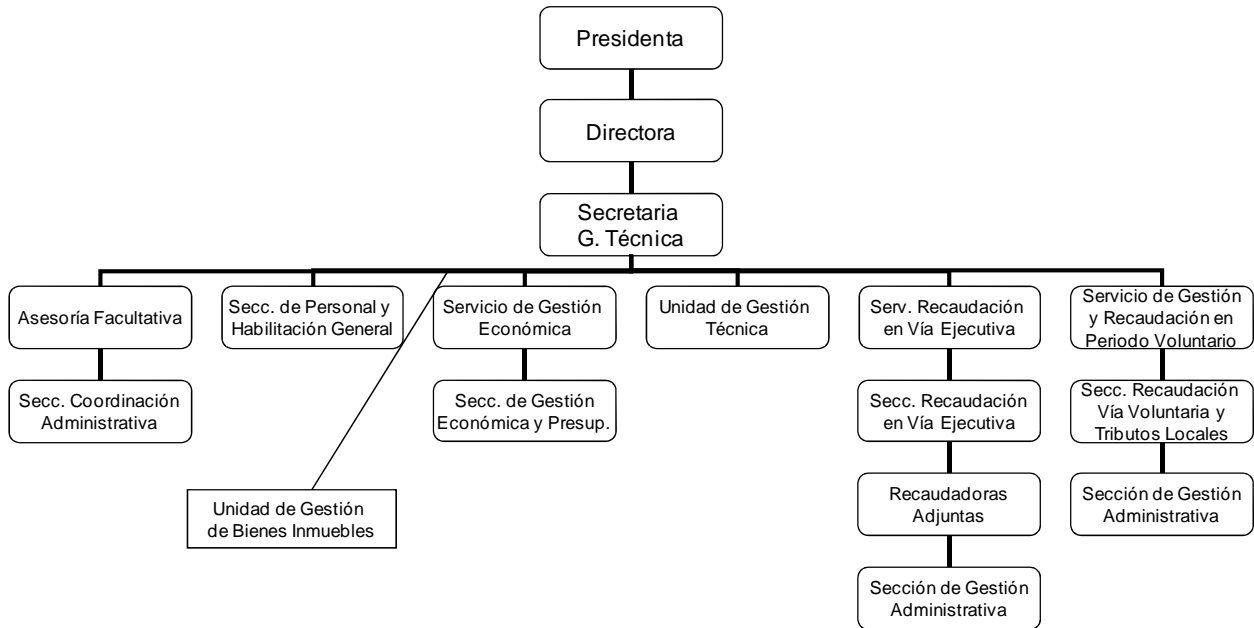 Presidenta
Directora
Secretaria
G. Técnica
Asesoría Facultativa
Secc. de Personal y
Habilitación General
Servicio de Gestión
Económica
Unidad de Gestión
Técnica
Serv. Recaudación
en Vía Ejecutiva
Servicio de Gestión
y Recaudación en
Periodo Voluntario
Secc. Coordinación
Administrativa
Secc. de Gestión
Económica y Presup.
Secc. Recaudación
en Vía Ejecutiva
Secc. Recaudación
Vía Voluntaria y
Tributos Locales
Unidad de Gestión
de Bienes Inmuebles
Recaudadoras
Adjuntas
Sección de Gestión
Administrativa
Sección de Gestión
Administrativa